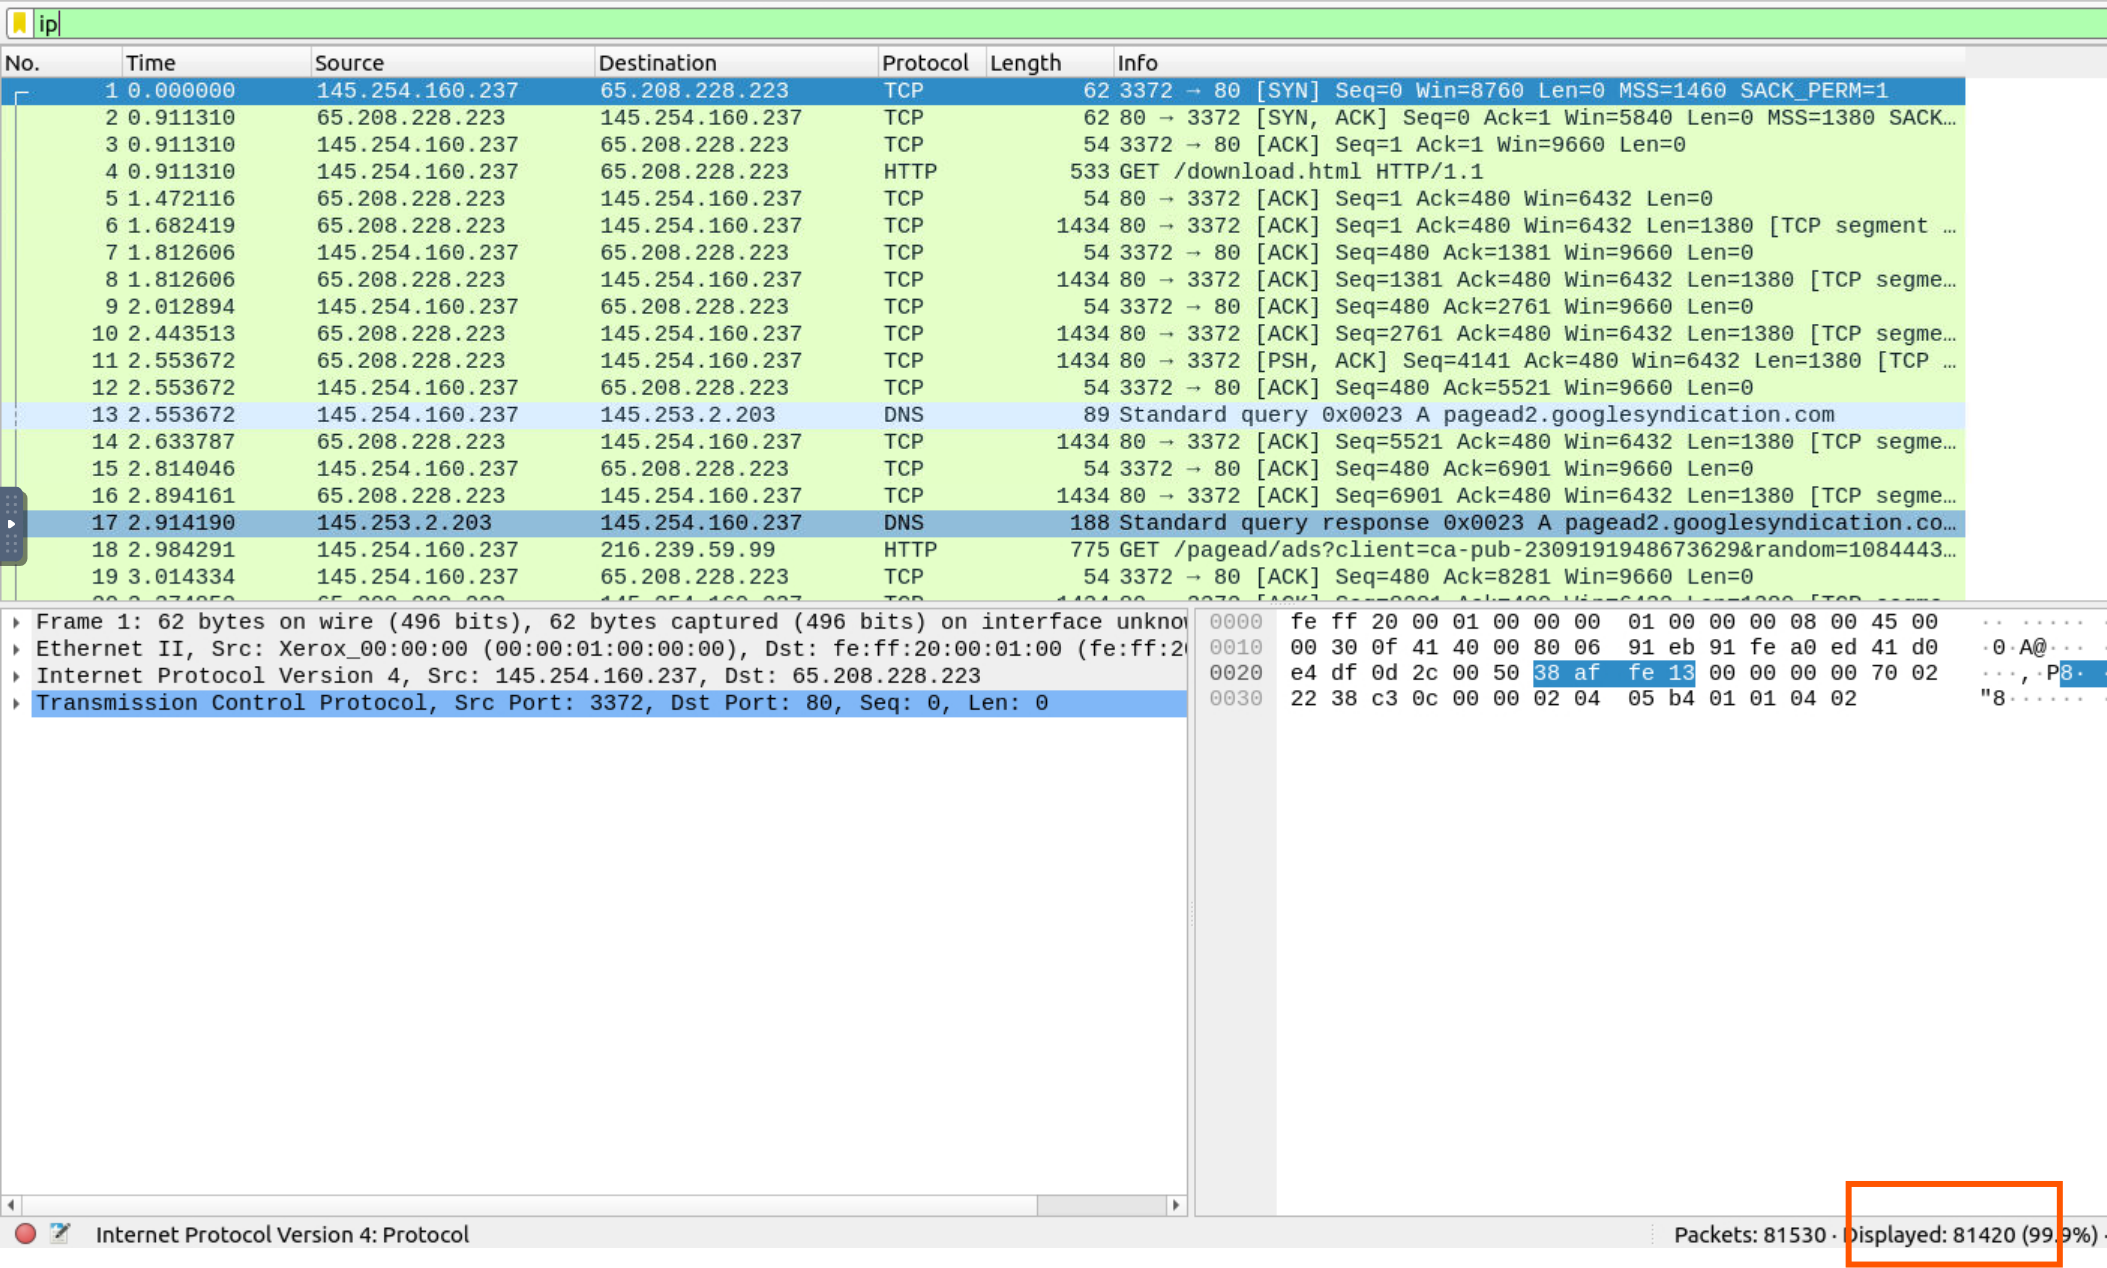 ip
No. Time Source Destination Protocol Length Info
1 0.000000 145.254.160.237 65.208.228.223 TCP 62 3372 → 80 [SYN] Seq=0 Win=8760 Len=0 MSS=1460 SACK_PERM=1
2 0.911310 65.208.228.223 145.254.160.237 TCP 62 80 → 3372 [SYN, ACK] Seq=0 Ack=1 Win=5840 Len=0 MSS=1380 SACK…
3 0.911310 145.254.160.237 65.208.228.223 TCP 54 3372 → 80 [ACK] Seq=1 Ack=1 Win=9660 Len=0
4 0.911310 145.254.160.237 65.208.228.223 HTTP 533 GET /download.html HTTP/1.1
5 1.472116 65.208.228.223 145.254.160.237 TCP 54 80 → 3372 [ACK] Seq=1 Ack=480 Win=6432 Len=0
6 1.682419 65.208.228.223 145.254.160.237 TCP 1434 80 → 3372 [ACK] Seq=1 Ack=480 Win=6432 Len=1380 [TCP segment …
7 1.812606 145.254.160.237 65.208.228.223 TCP 54 3372 → 80 [ACK] Seq=480 Ack=1381 Win=9660 Len=0
8 1.812606 65.208.228.223 145.254.160.237 TCP 1434 80 → 3372 [ACK] Seq=1381 Ack=480 Win=6432 Len=1380 [TCP segme…
9 2.012894 145.254.160.237 65.208.228.223 TCP 54 3372 → 80 [ACK] Seq=480 Ack=2761 Win=9660 Len=0
10 2.443513 65.208.228.223 145.254.160.237 TCP 1434 80 → 3372 [ACK] Seq=2761 Ack=480 Win=6432 Len=1380 [TCP segme…
11 2.553672 65.208.228.223 145.254.160.237 TCP 1434 80 → 3372 [PSH, ACK] Seq=4141 Ack=480 Win=6432 Len=1380 [TCP …
12 2.553672 145.254.160.237 65.208.228.223 TCP 54 3372 → 80 [ACK] Seq=480 Ack=5521 Win=9660 Len=0
13 2.553672 145.254.160.237 145.253.2.203 DNS 89 Standard query 0x0023 A pagead2.googlesyndication.com
14 2.633787 65.208.228.223 145.254.160.237 TCP 1434 80 → 3372 [ACK] Seq=5521 Ack=480 Win=6432 Len=1380 [TCP segme…
15 2.814046 145.254.160.237 65.208.228.223 TCP 54 3372 → 80 [ACK] Seq=480 Ack=6901 Win=9660 Len=0
16 2.894161 65.208.228.223 145.254.160.237 TCP 1434 80 → 3372 [ACK] Seq=6901 Ack=480 Win=6432 Len=1380 [TCP segme…
17 2.914190 145.253.2.203 145.254.160.237 DNS 188 Standard query response 0x0023 A pagead2.googlesyndication.co…
18 2.984291 145.254.160.237 216.239.59.99 HTTP 775 GET /pagead/ads?client=ca-pub-2309191948673629&random=1084443…
19 3.014334 145.254.160.237 65.208.228.223 TCP 54 3372 → 80 [ACK] Seq=480 Ack=8281 Win=9660 Len=0
Frame 1: 62 bytes on wire (496 bits), 62 bytes captured (496 bits) on interface unkno
Ethernet II, Src: Xerox_00:00:00 (00:00:01:00:00:00), Dst: fe:ff:20:00:01:00 (fe:ff:2
Internet Protocol Version 4, Src: 145.254.160.237, Dst: 65.208.228.223
Transmission Control Protocol, Src Port: 3372, Dst Port: 80, Seq: 0, Len: 0
0000 fe ff 20 00 01 00 00 00 01 00 00 00 08 00 45 00 ·· ·····
0010 00 30 0f 41 40 00 80 06 91 eb 91 fe a0 ed 41 d0 ·0·A@···
0020 e4 df 0d 2c 00 50 38 af fe 13 00 00 00 00 70 02 ···,·P8·
0030 22 38 c3 0c 00 00 02 04 05 b4 01 01 04 02 "8······
Internet Protocol Version 4: Protocol
Packets: 81530 · Displayed: 81420 (99.9%) ·